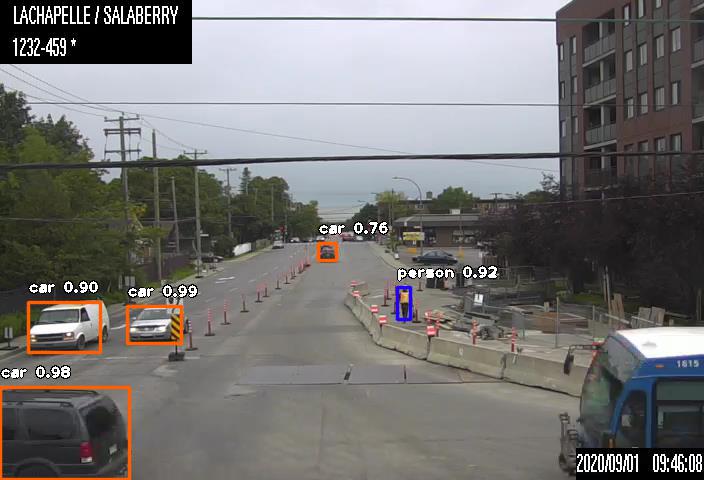 LACHAPELLE / SALABERRY
1232-459 *
car 0.76
person 0.92
car 0.90
car 0.99
car 0.98
1815
2020/09/01 09:46:08